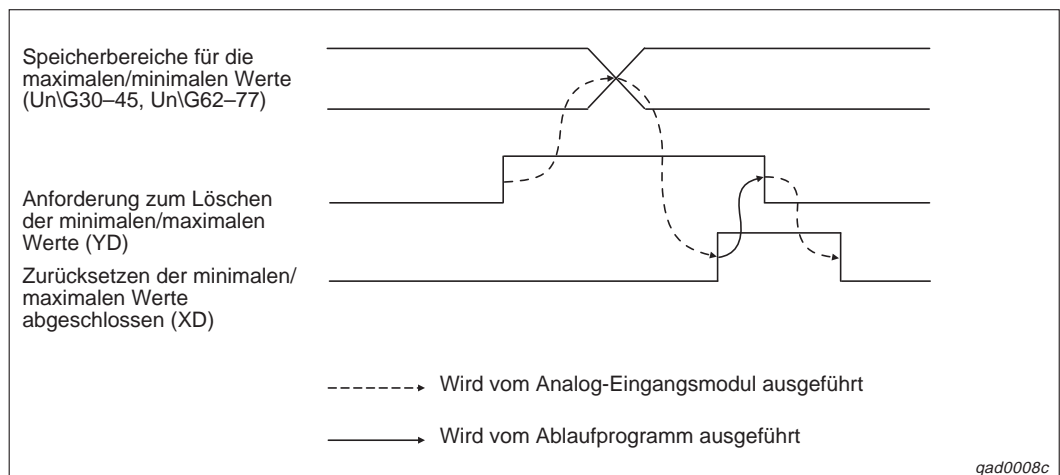 Speicherbereiche für die
maximalen/minimalen Werte
(Un\G30–45, Un\G62–77)
Anforderung zum Löschen
der minimalen/maximalen
Werte (YD)
Zurücksetzen der minimalen/
maximalen Werte
abgeschlossen (XD)
Wird vom Analog-Eingangsmodul ausgeführt
Wird vom Ablaufprogramm ausgeführt
qad0008c